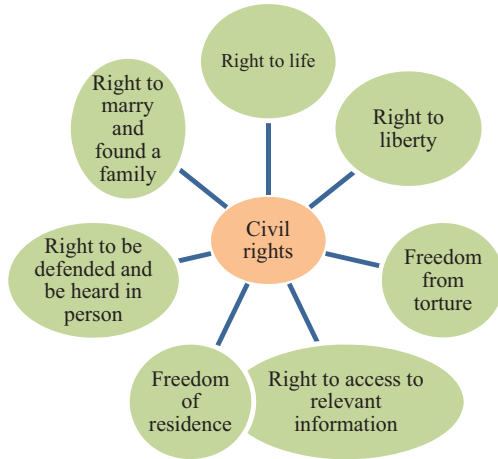 Right to life
Right to
liberty
Freedom
from
torture
Right to access to
relevant
information
Freedom
of
residence
Right to be
defended and
be heard in
person
Right to
marry
and
found a
family
Civil
rights